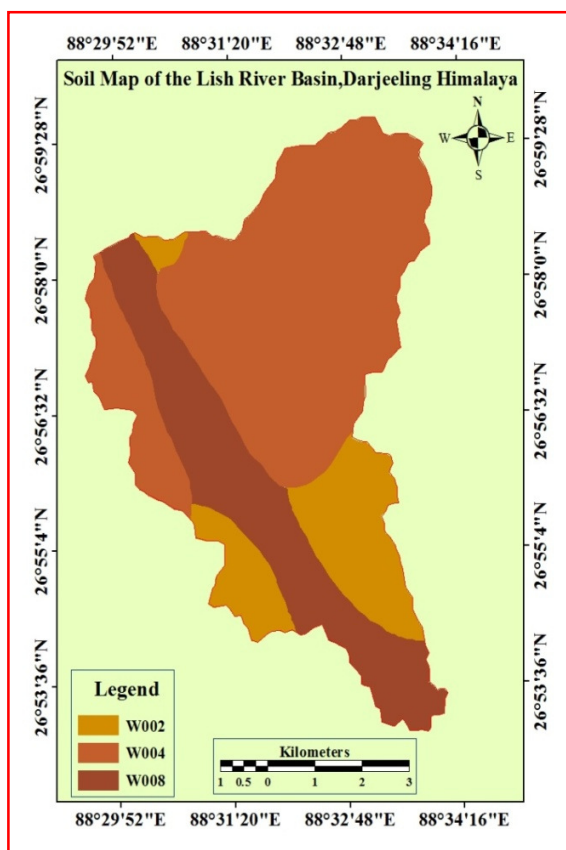 88°29'52"E 88°31'20"E 88°32'48"E 88°34'16"E
Soil Map of the Lish River Basin,Darjeeling Himalaya
N
W E
S
26°59'28"N 26°59'28"N
26°58'0"N 26°58'0"N
26°56'32"N 26°56'32"N
26°55'4"N 26°55'4"N
26°53'36"N 26°53'36"N
Legend
W002
W004
W008
Kilometers
1 0.5 0 1 2 3
88°29'52"E 88°31'20"E 88°32'48"E 88°34'16"E